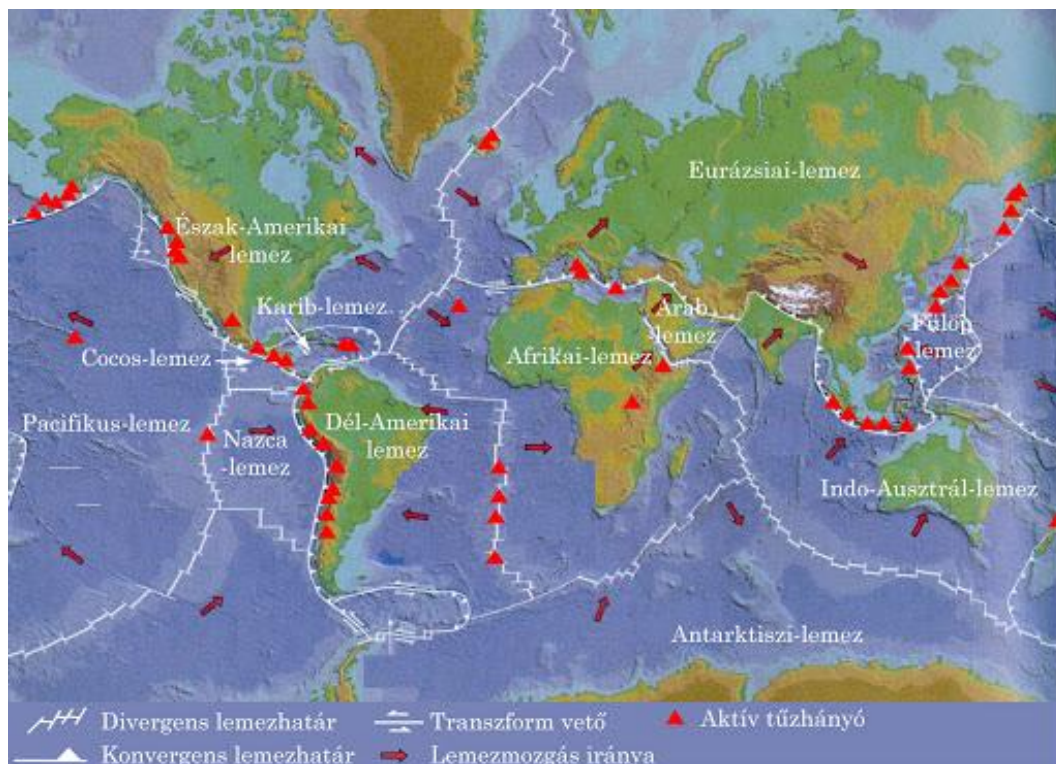 Eurázsiai-lemez
Észak-Amerikai
lemez
Karib-lemez
Arab
lemez
Fülöp
lemez
Cocos-lemez
Afrikai-lemez
Pacifikus-lemez
Nazca
-lemez
Dél-Amerikai
lemez
Indo-Ausztrál-lemez
Antarktiszi-lemez
Divergens lemezhatár
Transzform vető
Aktív tűzhányó
Konvergens lemezhatár
Lemezmozgás iránya